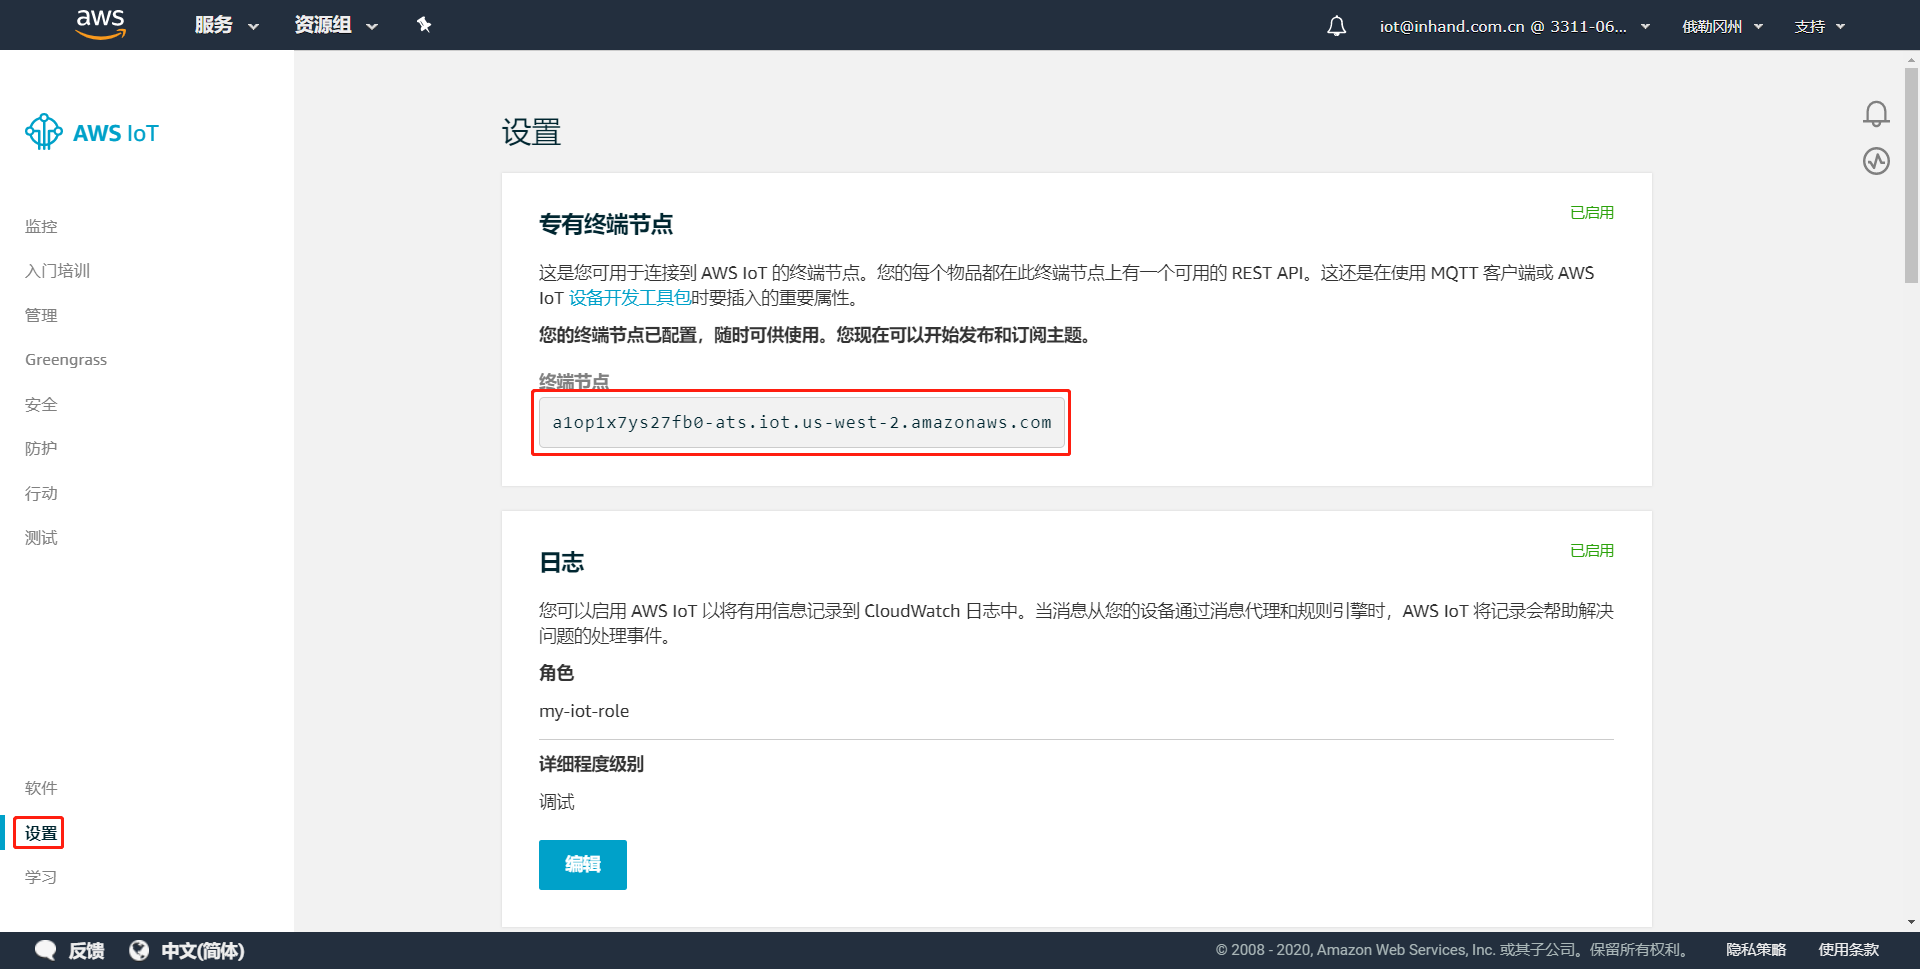 aws
服务
资源组
iot@inhand.com.cn @ 3311-06...
俄勒冈州
支持
AWS IoT
监控
入门培训
管理
Greengrass
安全
防护
行动
测试
软件
设置
学习
设置
专有终端节点
已启用
这是您可用于连接到 AWS IoT 的终端节点。您的每个物品都在此终端节点上有一个可用的 REST API。这还是在使用 MQTT 客户端或 AWS
IoT 设备开发工具包时要插入的重要属性。
您的终端节点已配置，随时可供使用。您现在可以开始发布和订阅主题。
终端节点
a1op1x7ys27fb0-ats.iot.us-west-2.amazonaws.com
日志
已启用
您可以启用 AWS IoT 以将有用信息记录到 CloudWatch 日志中。当消息从您的设备通过消息代理和规则引擎时，AWS IoT 将记录会帮助解决
问题的处理事件。
角色
my-iot-role
详细程度级别
调试
编辑
反馈
中文(简体)
© 2008 - 2020, Amazon Web Services, Inc. 或其子公司。保留所有权利。
隐私策略
使用条款